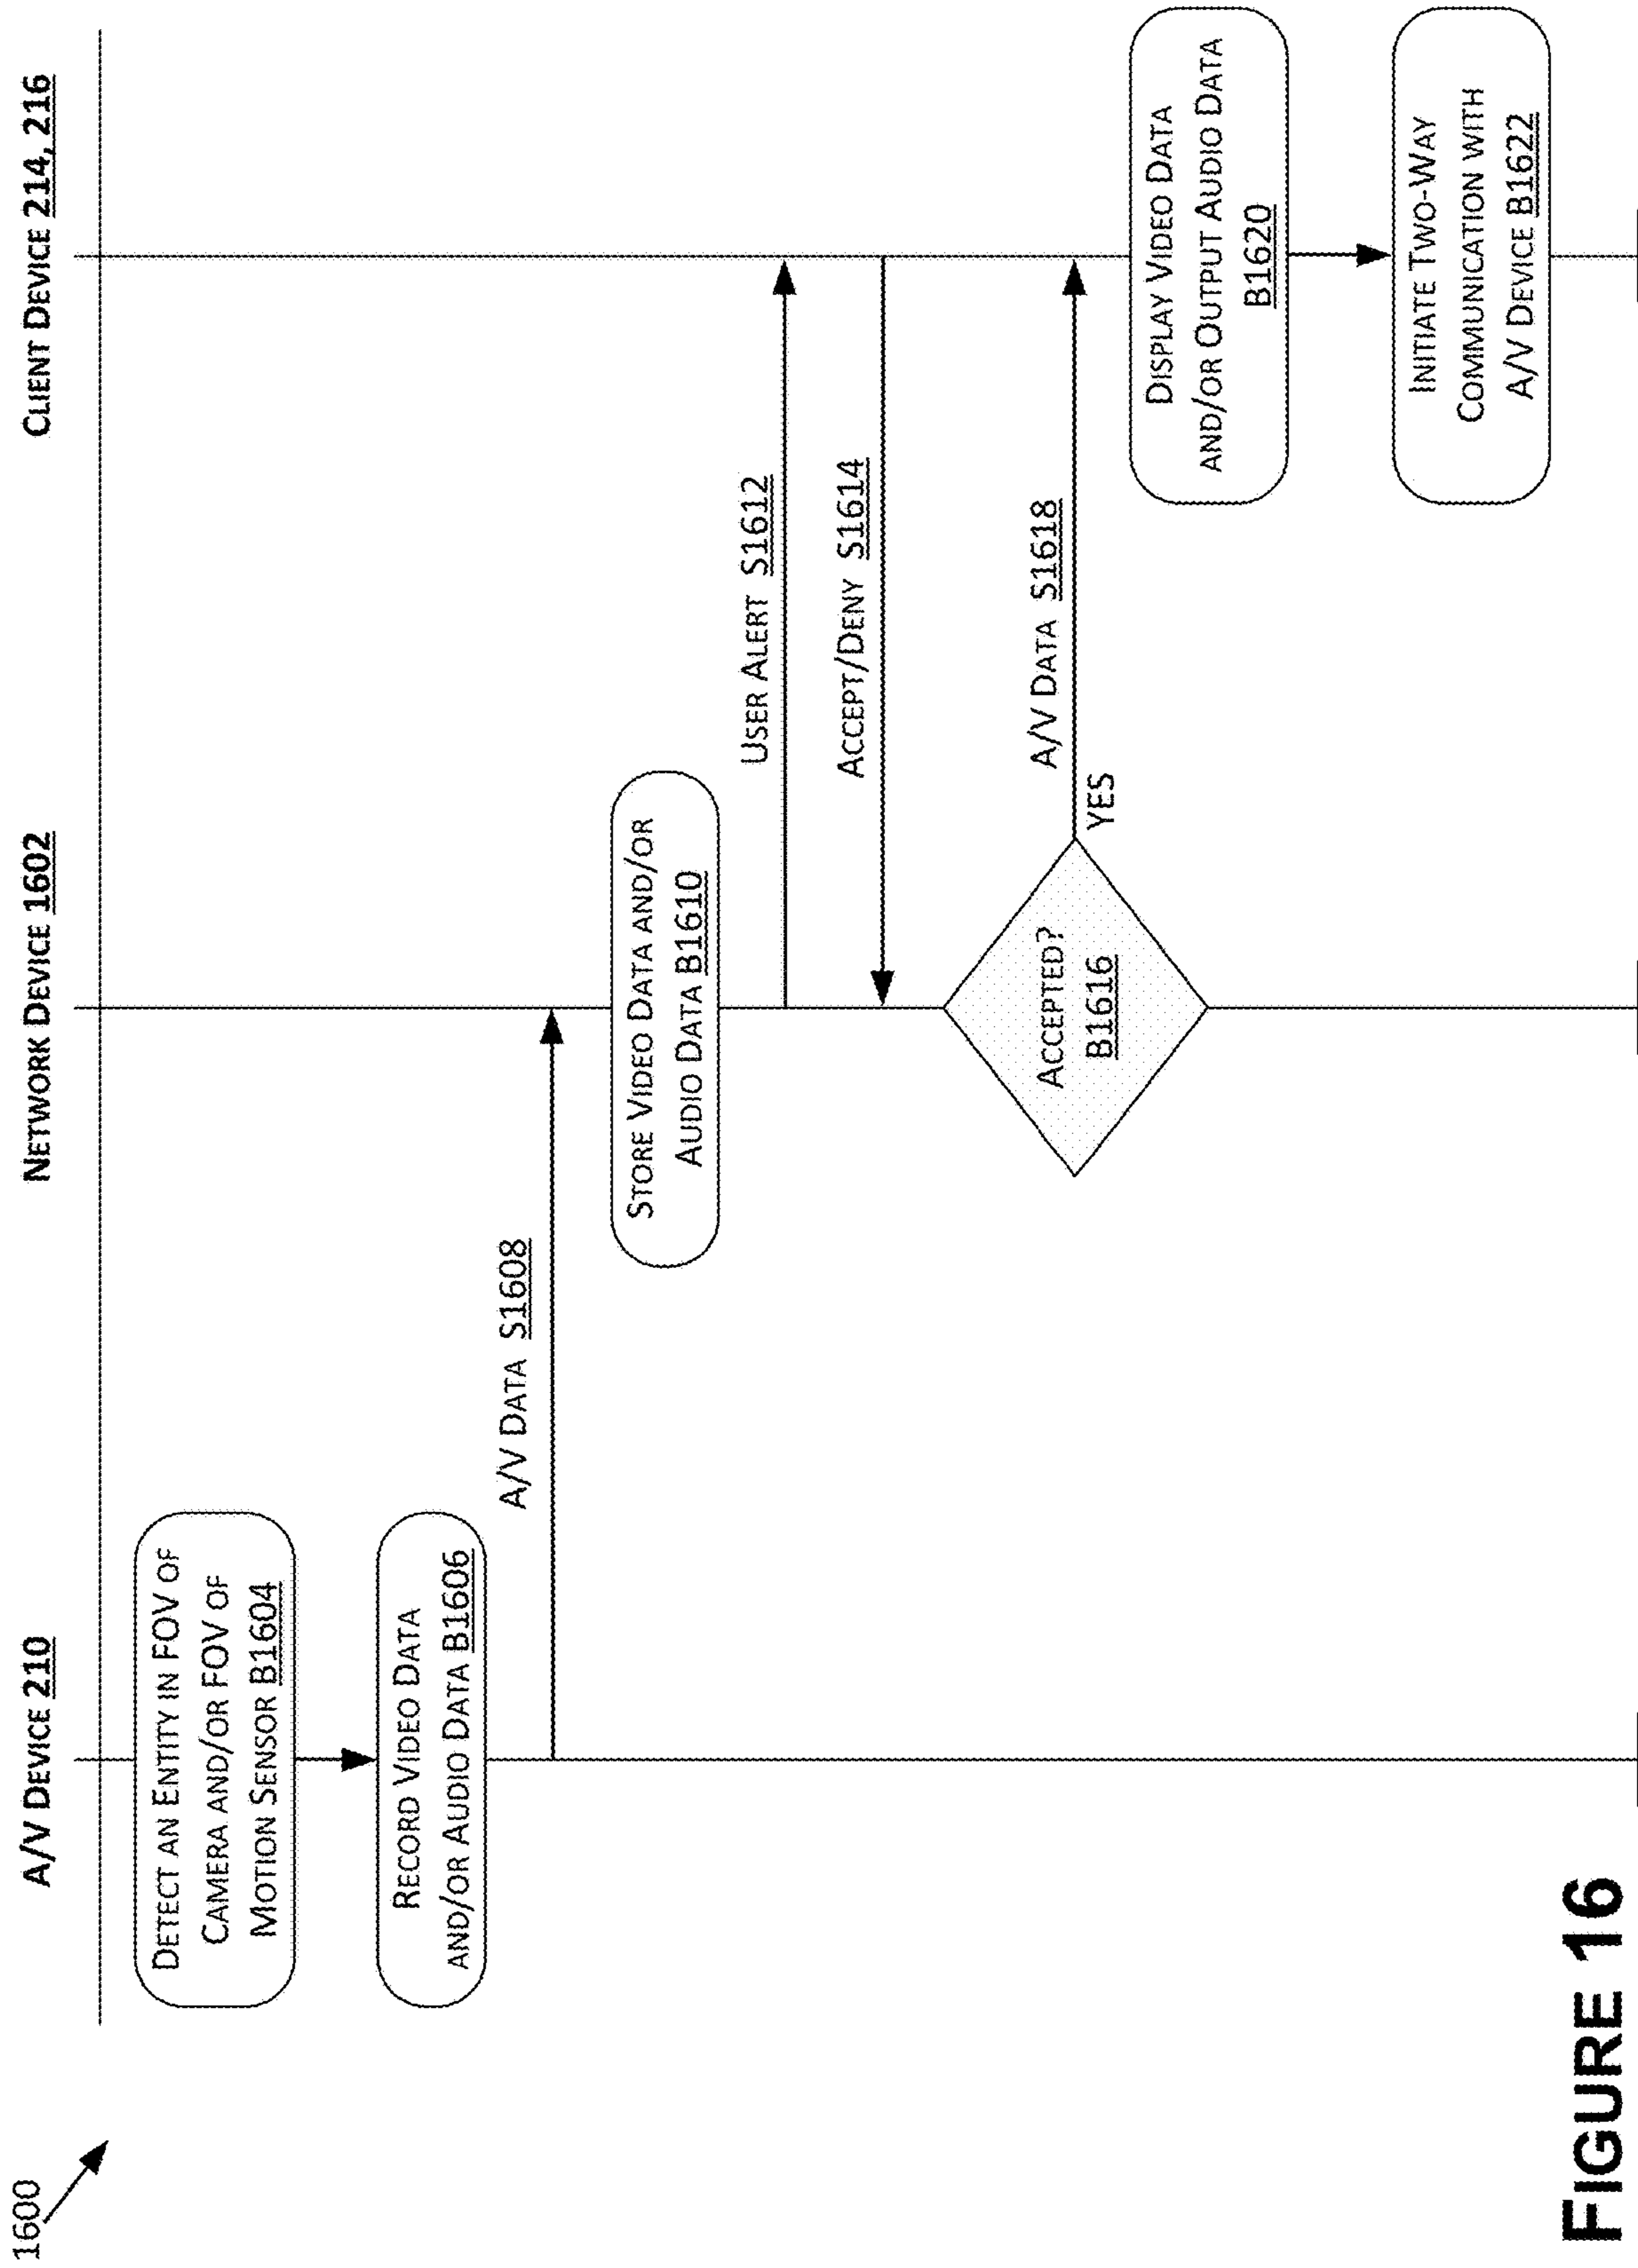 1600
A/V DEVICE 210
NETWORK DEVICE 1602
CLIENT DEVICE 214, 216
DETECT AN ENTITY IN FOV OF
CAMERA AND/OR FOV OF
MOTION SENSOR B1604
RECORD VIDEO DATA
AND/OR AUDIO DATA B1606
A/V DATA S1608
STORE VIDEO DATA AND/OR
AUDIO DATA B1610
USER ALERT S1612
ACCEPT/DENY S1614
ACCEPTED?
B1616
YES
A/V DATA S1618
DISPLAY VIDEO DATA
AND/OR OUTPUT AUDIO DATA
B1620
INITIATE TWO-WAY
COMMUNICATION WITH
A/V DEVICE B1622
FIGURE 16